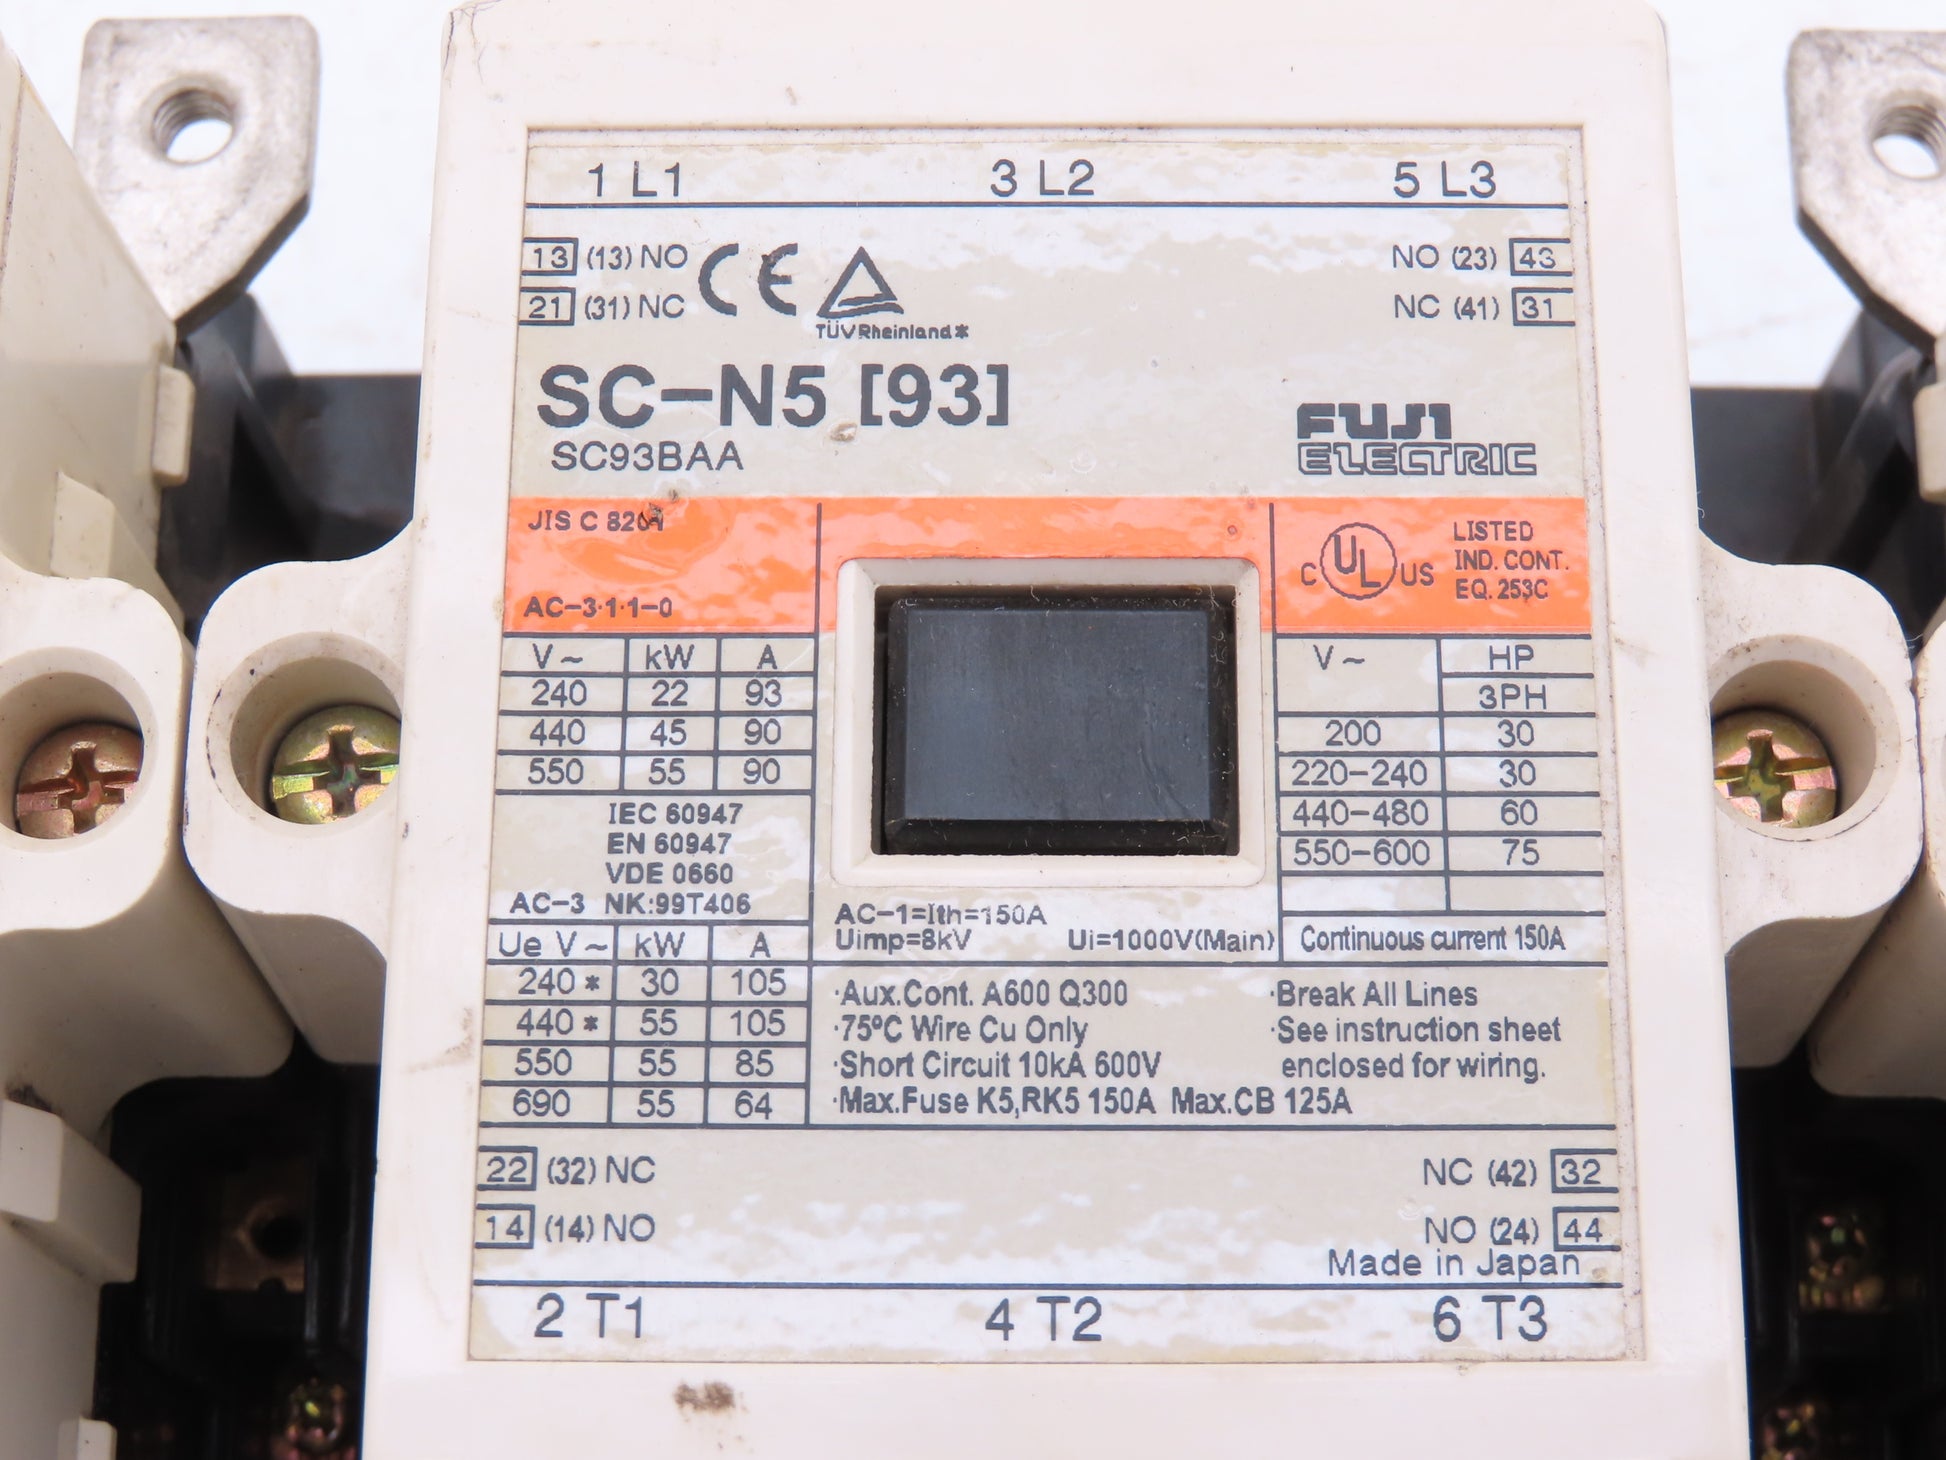 1 L1 3 L2 5 L3
13 (13) NO CE NO (23) 43
21 (31) NC NC (41) 31
TÜVRheinland*
SC-N5 [93]
SC93BAA
FUJI
ELECTRIC
JIS C 8201
AC-3·1·1-0
C UL US
LISTED
IND. CONT.
EQ. 253C
V~ kW A
240 22 93
440 45 90
550 55 90
V~ HP
3PH
200 30
220-240 30
440-480 60
550-600 75
Continuous current 150A
IEC 60947
EN 60947
VDE 0660
AC-3 NK:99T406
Ue V~ kW A
240* 30 105
440* 55 105
550 55 85
690 55 64
AC-1=Ith=150A
Uimp=8kV Ui=1000V(Main)
·Aux.Cont. A600 Q300
·75ºC Wire Cu Only
·Short Circuit 10kA 600V
·Max.Fuse K5,RK5 150A Max.CB 125A
·Break All Lines
·See instruction sheet
enclosed for wiring.
22 (32) NC NC (42) 32
14 (14) NO NO (24) 44
Made in Japan
2 T1 4 T2 6 T3